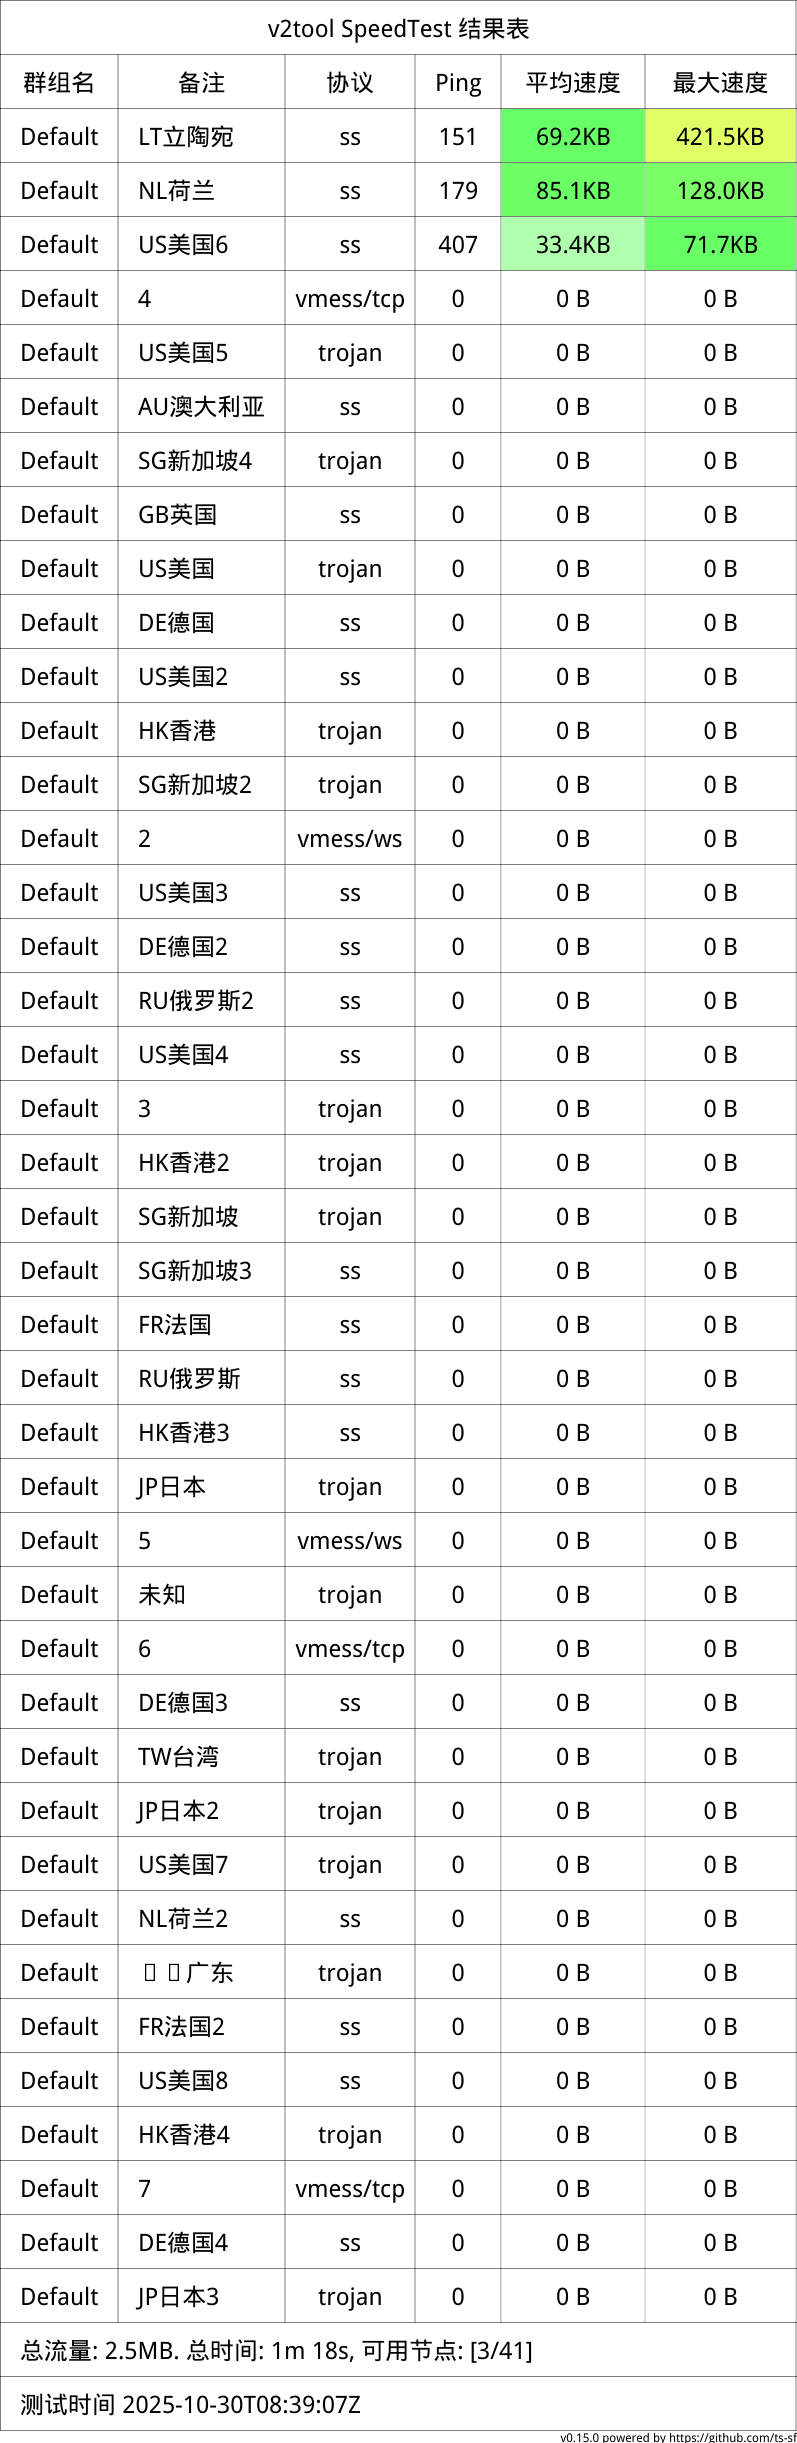 v2tool SpeedTest 结果表
群组名 备注 协议 Ping 平均速度 最大速度
Default LT立陶宛 ss 151 69.2KB 421.5KB
Default NL荷兰 ss 179 85.1KB 128.0KB
Default US美国6 ss 407 33.4KB 71.7KB
Default 4 vmess/tcp 0 0 B 0 B
Default US美国5 trojan 0 0 B 0 B
Default AU澳大利亚 ss 0 0 B 0 B
Default SG新加坡4 trojan 0 0 B 0 B
Default GB英国 ss 0 0 B 0 B
Default US美国 trojan 0 0 B 0 B
Default DE德国 ss 0 0 B 0 B
Default US美国2 ss 0 0 B 0 B
Default HK香港 trojan 0 0 B 0 B
Default SG新加坡2 trojan 0 0 B 0 B
Default 2 vmess/ws 0 0 B 0 B
Default US美国3 ss 0 0 B 0 B
Default DE德国2 ss 0 0 B 0 B
Default RU俄罗斯2 ss 0 0 B 0 B
Default US美国4 ss 0 0 B 0 B
Default 3 trojan 0 0 B 0 B
Default HK香港2 trojan 0 0 B 0 B
Default SG新加坡 trojan 0 0 B 0 B
Default SG新加坡3 ss 0 0 B 0 B
Default FR法国 ss 0 0 B 0 B
Default RU俄罗斯 ss 0 0 B 0 B
Default HK香港3 ss 0 0 B 0 B
Default JP日本 trojan 0 0 B 0 B
Default 5 vmess/ws 0 0 B 0 B
Default 未知 trojan 0 0 B 0 B
Default 6 vmess/tcp 0 0 B 0 B
Default DE德国3 ss 0 0 B 0 B
Default TW台湾 trojan 0 0 B 0 B
Default JP日本2 trojan 0 0 B 0 B
Default US美国7 trojan 0 0 B 0 B
Default NL荷兰2 ss 0 0 B 0 B
Default 广东 trojan 0 0 B 0 B
Default FR法国2 ss 0 0 B 0 B
Default US美国8 ss 0 0 B 0 B
Default HK香港4 trojan 0 0 B 0 B
Default 7 vmess/tcp 0 0 B 0 B
Default DE德国4 ss 0 0 B 0 B
Default JP日本3 trojan 0 0 B 0 B
总流量: 2.5MB. 总时间: 1m 18s, 可用节点: [3/41]
测试时间 2025-10-30T08:39:07Z
v0.15.0 powered by https://github.com/ts-sf